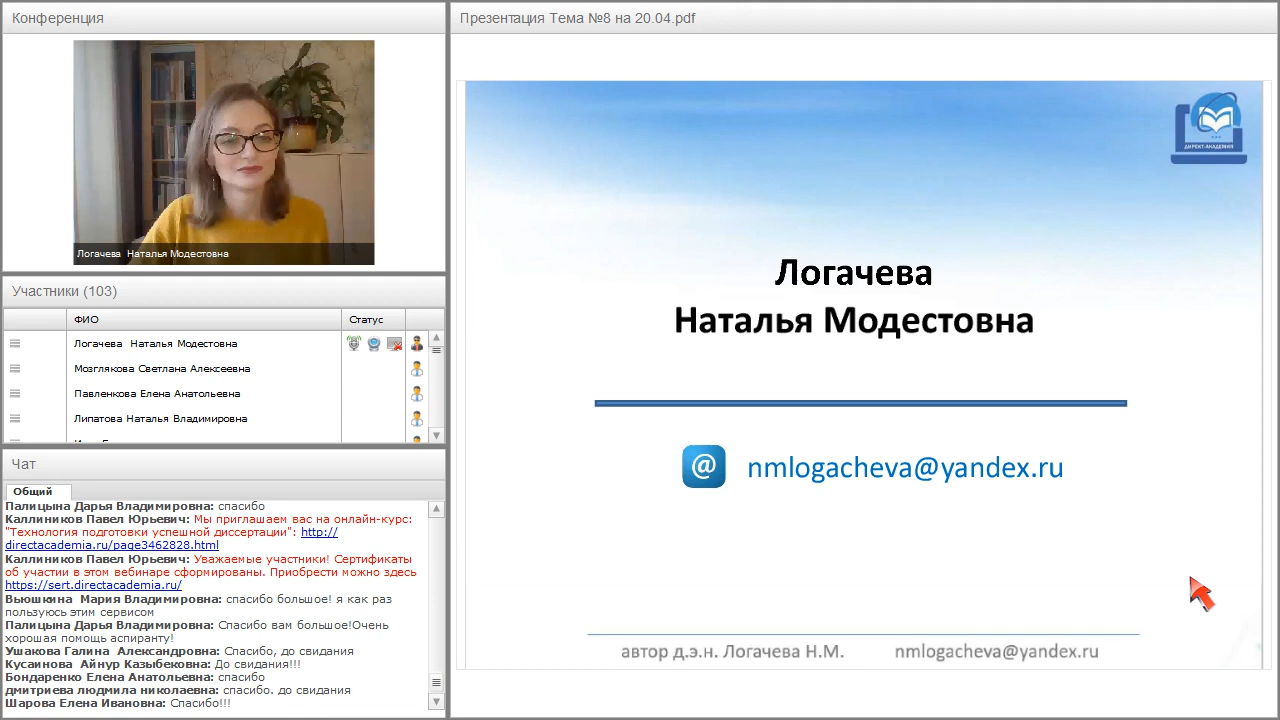 Конференция
Логачева Наталья Модестовна
Участники (103)
ФИО
Статус
Логачева Наталья Модестовна
Мозглякова Светлана Алексеевна
Павленкова Елена Анатольевна
Липатова Наталья Владимировна
Чат
Общий
Палицына Дарья Владимировна: спасибо
Каллиников Павел Юрьевич: Мы приглашаем вас на онлайн-курс:
"Технология подготовки успешной диссертации": http://
directacademia.ru/page3462828.html
Каллиников Павел Юрьевич: Уважаемые участники! Сертификаты
об участии в этом вебинаре сформированы. Приобрести можно здесь
https://sert.directacademia.ru/
Вьюшкина Мария Владимировна: спасибо большое! я как раз
пользуюсь этим сервисом
Палицына Дарья Владимировна: Спасибо вам большое!Очень
хорошая помощь аспиранту!
Ушакова Галина Александровна: Спасибо, до свидания
Кусаинова Айнур Казыбековна: До свидания!!!
Бондаренко Елена Анатольевна: спасибо
дмитриева людмила николаевна: спасибо. до свидания
Шарова Елена Ивановна: Спасибо!!!
Презентация Тема №8 на 20.04.pdf
ДИРЕКТ-АКАДЕМИЯ
Логачева
Наталья Модестовна
@ nmlogacheva@yandex.ru
автор д.э.н. Логачева Н.М. nmlogacheva@yandex.ru